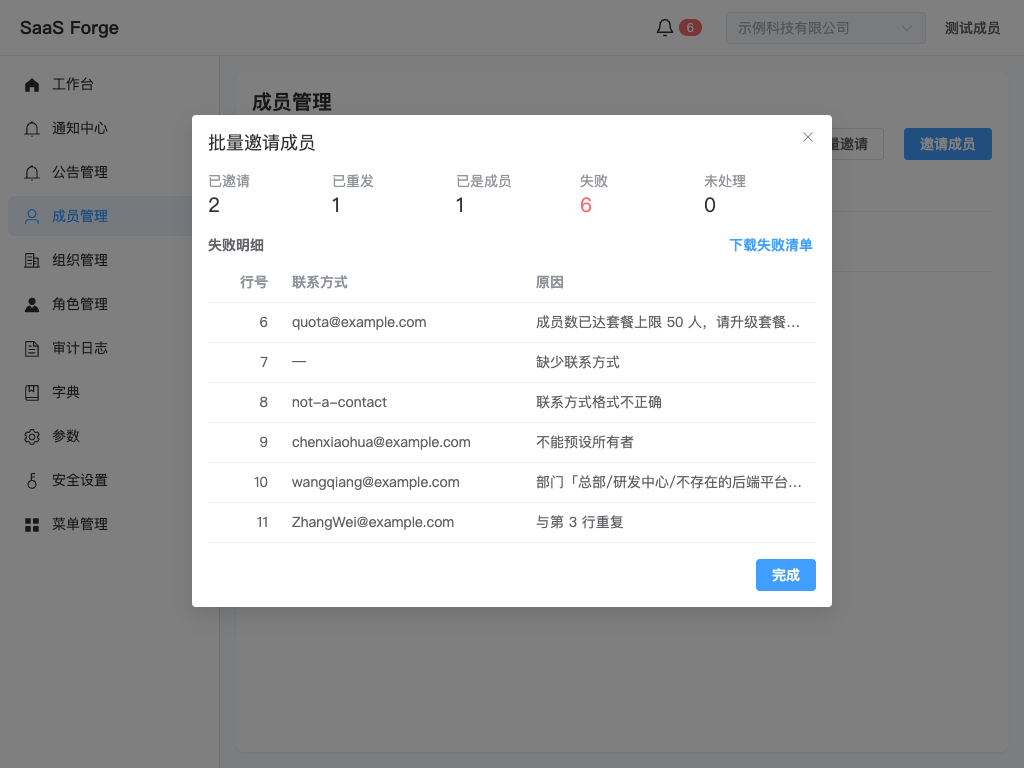 SaaS Forge
6
示例科技有限公司
测试成员
工作台
通知中心
公告管理
成员管理
组织管理
角色管理
审计日志
字典
参数
安全设置
菜单管理
成员管理
量邀请
邀请成员
批量邀请成员
已邀请 已重发 已是成员 失败 未处理
2 1 1 6 0
失败明细 下载失败清单
行号 联系方式 原因
6 quota@example.com 成员数已达套餐上限 50 人，请升级套餐…
7 — 缺少联系方式
8 not-a-contact 联系方式格式不正确
9 chenxiaohua@example.com 不能预设所有者
10 wangqiang@example.com 部门「总部/研发中心/不存在的后端平台…
11 ZhangWei@example.com 与第 3 行重复
完成